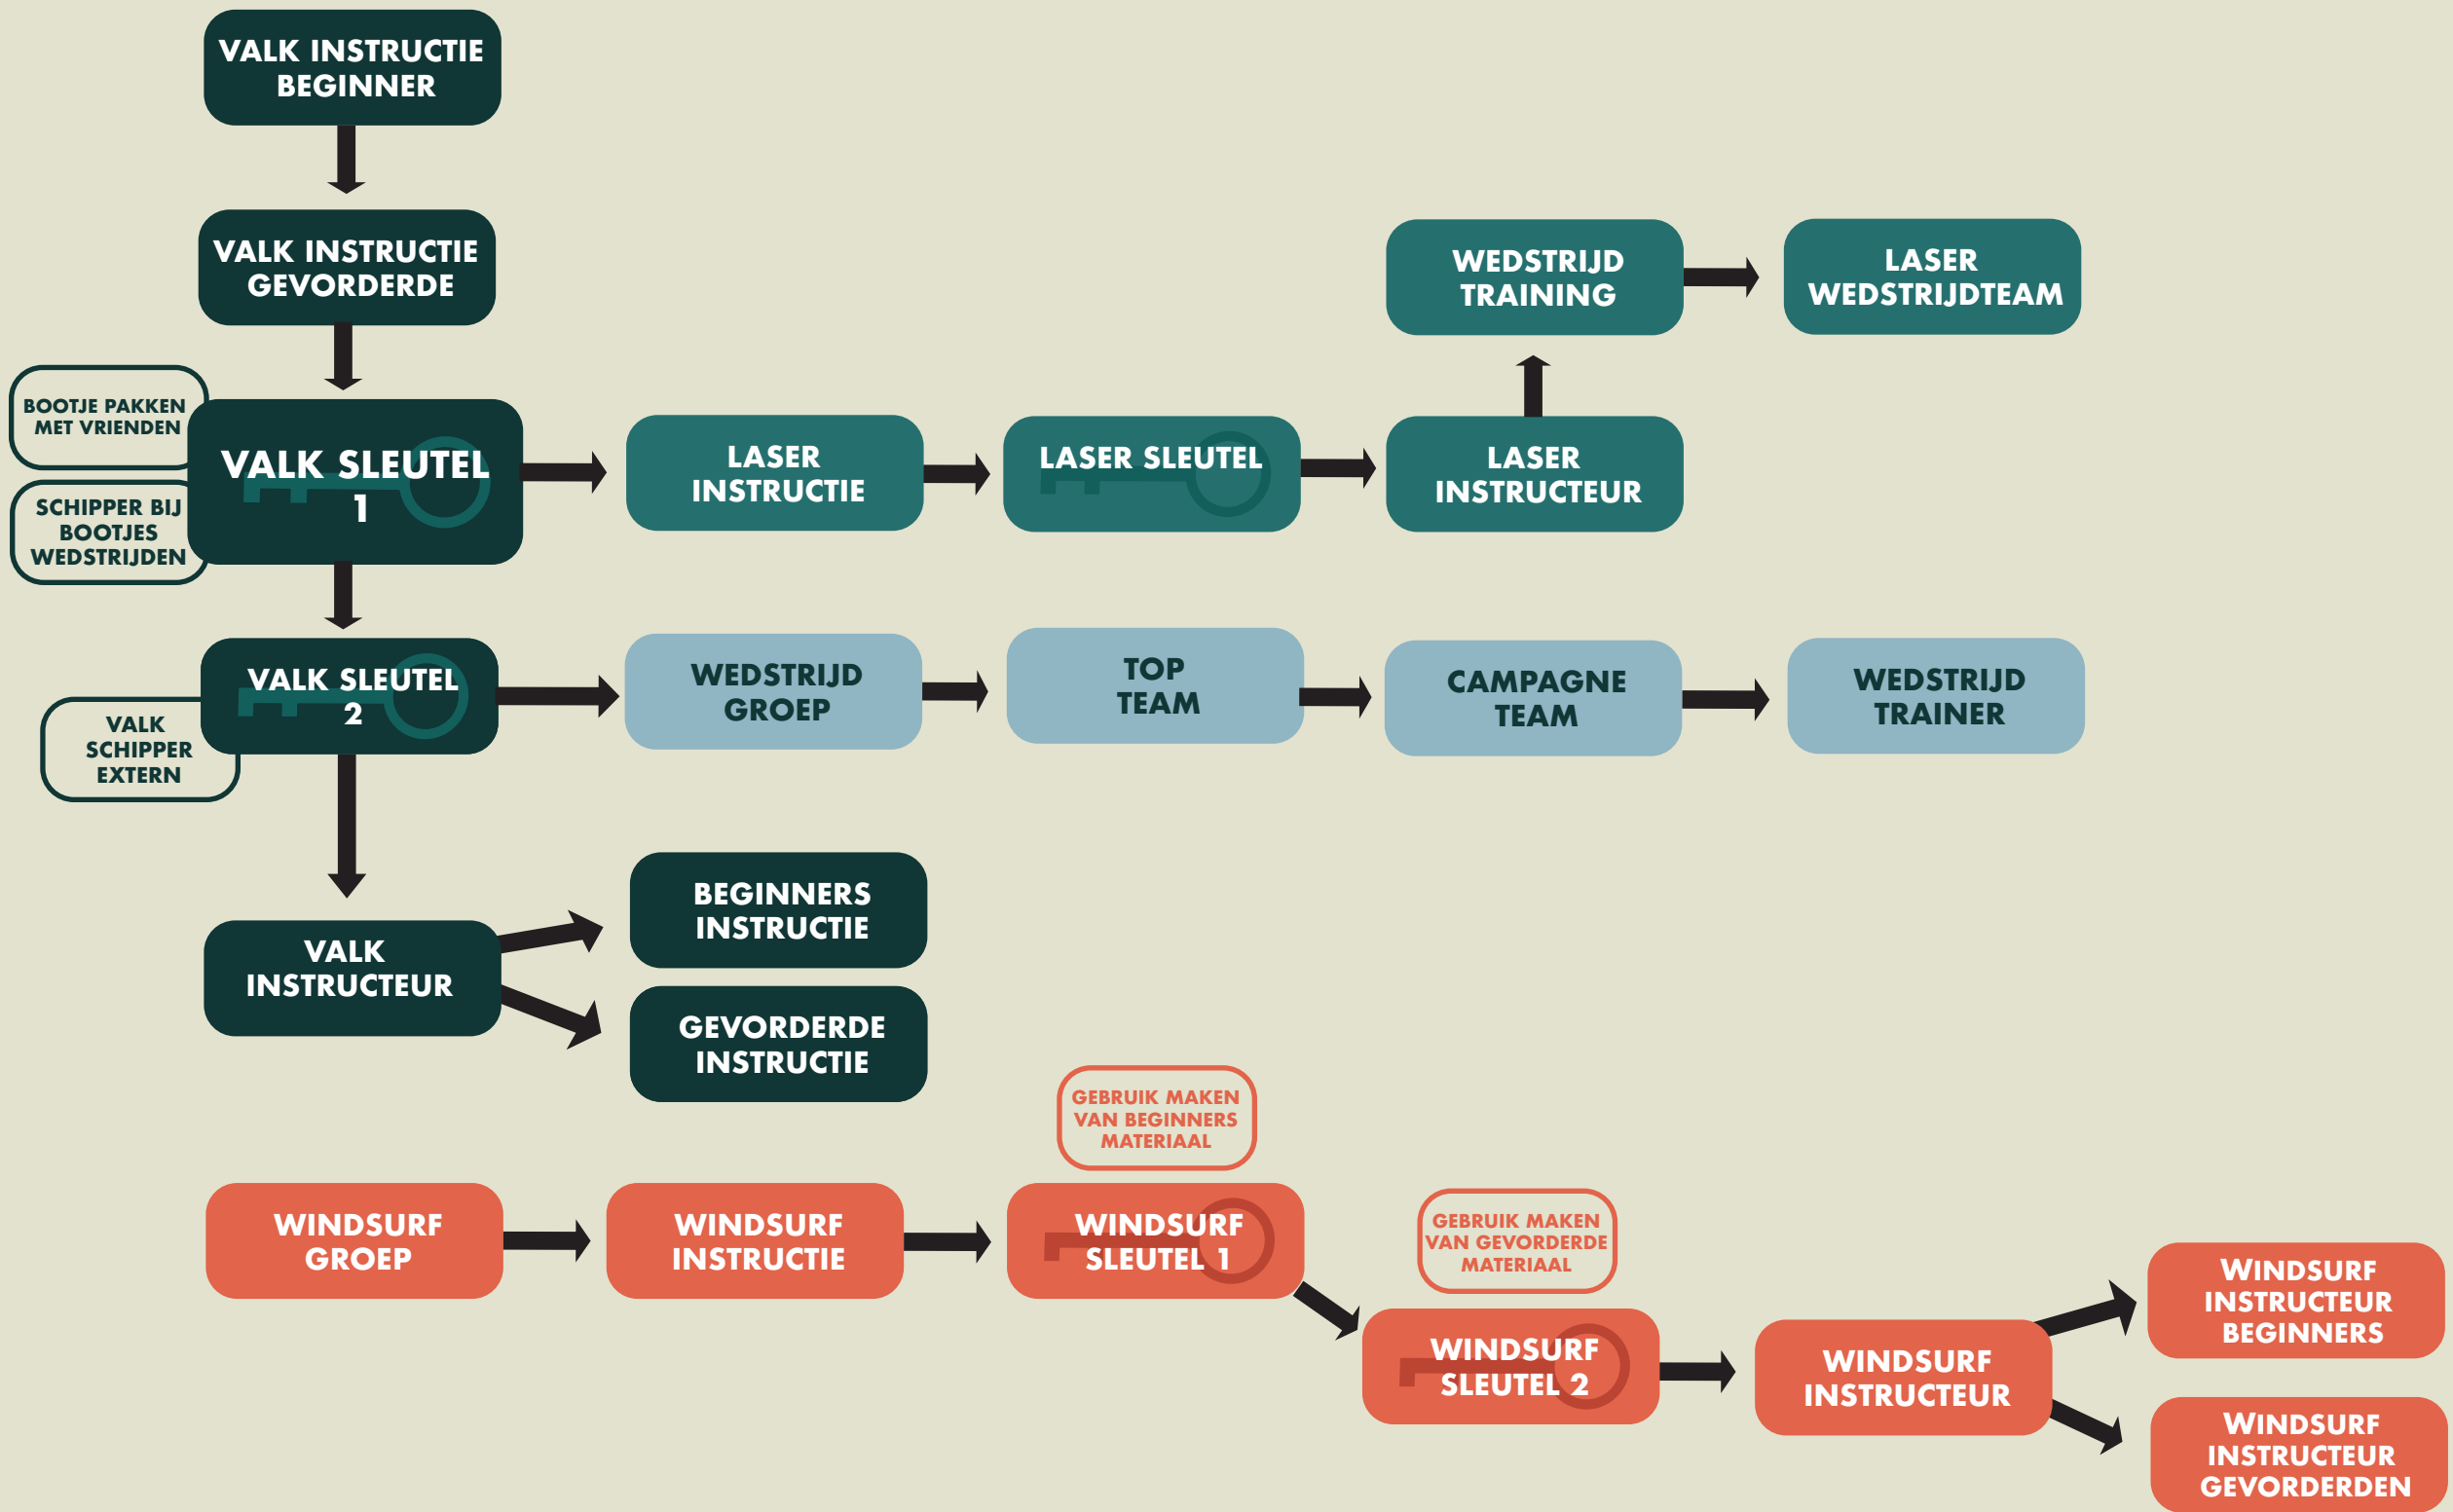 VALK INSTRUCTIE
BEGINNER
VALK INSTRUCTIE
GEVORDERDE
WEDSTRIJD
TRAINING
LASER
WEDSTRIJDTEAM
BOOTJE PAKKEN
MET VRIENDEN
SCHIPPER BIJ
BOOTJES
WEDSTRIJDEN
VALK SLEUTEL
1
LASER
INSTRUCTIE
LASER SLEUTEL
LASER
INSTRUCTEUR
VALK SLEUTEL
2
VALK
SCHIPPER
EXTERN
WEDSTRIJD
GROEP
TOP
TEAM
CAMPAGNE
TEAM
WEDSTRIJD
TRAINER
VALK
INSTRUCTEUR
BEGINNERS
INSTRUCTIE
GEVORDERDE
INSTRUCTIE
GEBRUIK MAKEN
VAN BEGINNERS
MATERIAAL
WINDSURF
GROEP
WINDSURF
INSTRUCTIE
WINDSURF
SLEUTEL 1
GEBRUIK MAKEN
VAN GEVORDERDE
MATERIAAL
WINDSURF
SLEUTEL 2
WINDSURF
INSTRUCTEUR
WINDSURF
INSTRUCTEUR
BEGINNERS
WINDSURF
INSTRUCTEUR
GEVORDERDEN